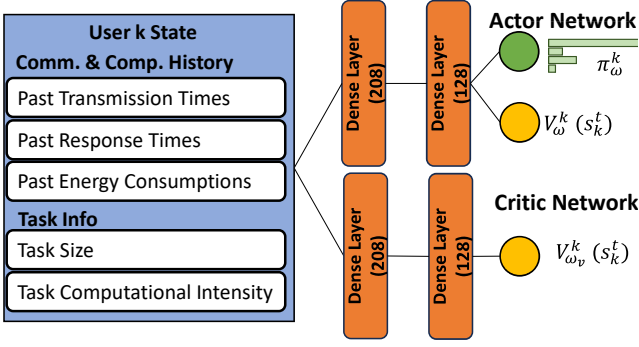 User k State
Comm. & Comp. History
Past Transmission Times
Past Response Times
Past Energy Consumptions
Task Info
Task Size
Task Computational Intensity
Dense Layer
(208)
Dense Layer
(128)
Actor Network
π_ω^k
V_ω^k (s_k^t)
Dense Layer
(208)
Dense Layer
(128)
Critic Network
V_{ω_v}^k (s_k^t)